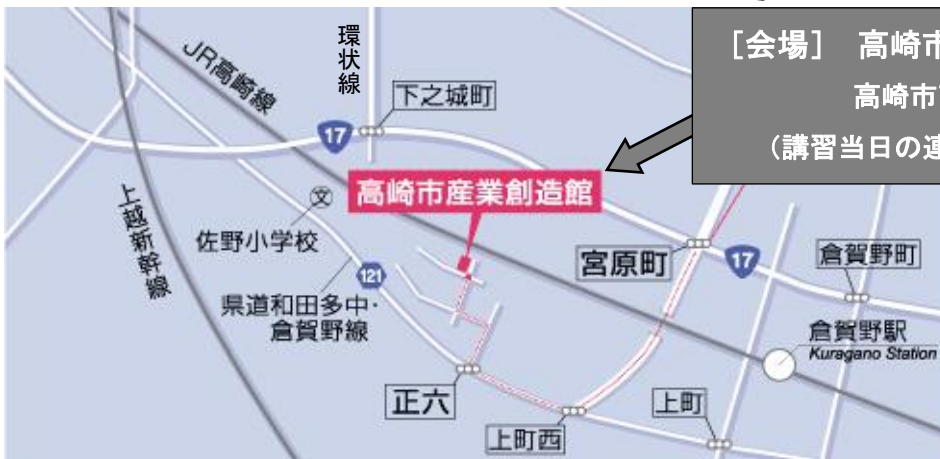 [会場] 高崎市
高崎市
(講習当日の連
環状線
JR高崎線
下之城町
17
高崎市産業創造館
文
佐野小学校
上越新幹線
121
県道和田多中・
倉賀野線
宮原町
17
倉賀野町
倉賀野駅
Kuragano Station
正六
上町西
上町